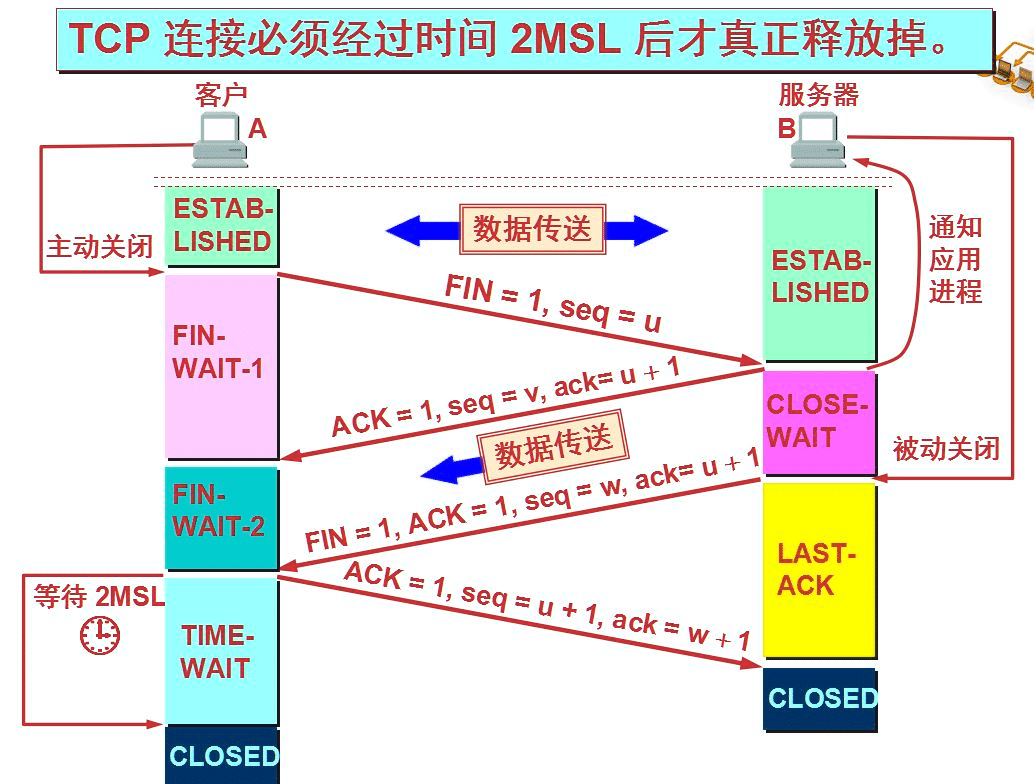 TCP 连接必须经过时间 2MSL 后才真正释放掉。
客户
A
服务器
B
ESTAB-
LISHED
数据传送
ESTAB-
LISHED
通知
应用
进程
主动关闭
FIN = 1, seq = u
FIN-
WAIT-1
ACK = 1, seq = v, ack= u + 1
CLOSE-
WAIT
数据传送
被动关闭
FIN-
WAIT-2
FIN = 1, ACK = 1, seq = w, ack= u + 1
LAST-
ACK
ACK = 1, seq = u + 1, ack = w + 1
等待 2MSL
TIME-
WAIT
CLOSED
CLOSED